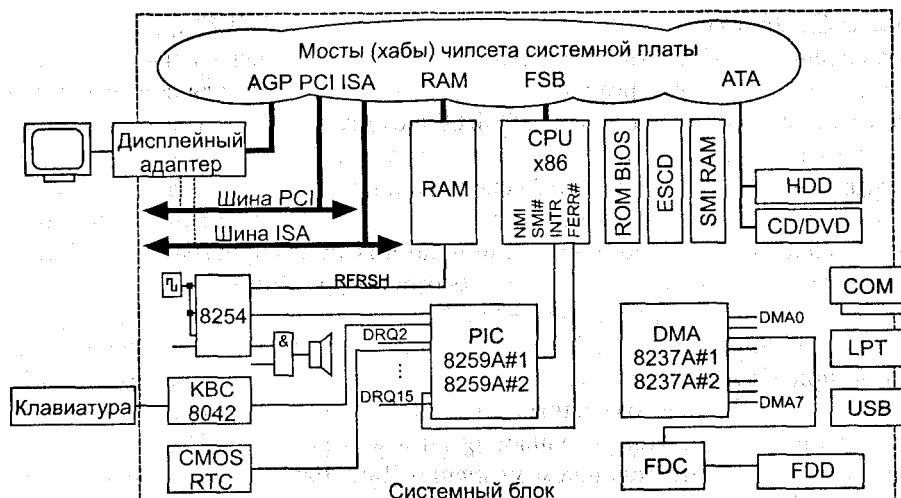 Мосты (хабы) чипсета системной платы
AGP PCI ISA RAM FSB ATA
Дисплейный
адаптер
CPU
x86
NMI
SMI#
INTR
FERR#
RAM
ROM BIOS
ESCD
SMI RAM
HDD
CD/DVD
Шина PCI
Шина ISA
RFRSH
8254
&
DRQ2
DRQ15
PIC
8259A#1
8259A#2
DMA
8237A#1
8237A#2
DMA0
DMA7
COM
LPT
USB
Клавиатура
KBC
8042
CMOS
RTC
FDC
FDD
Системный блок